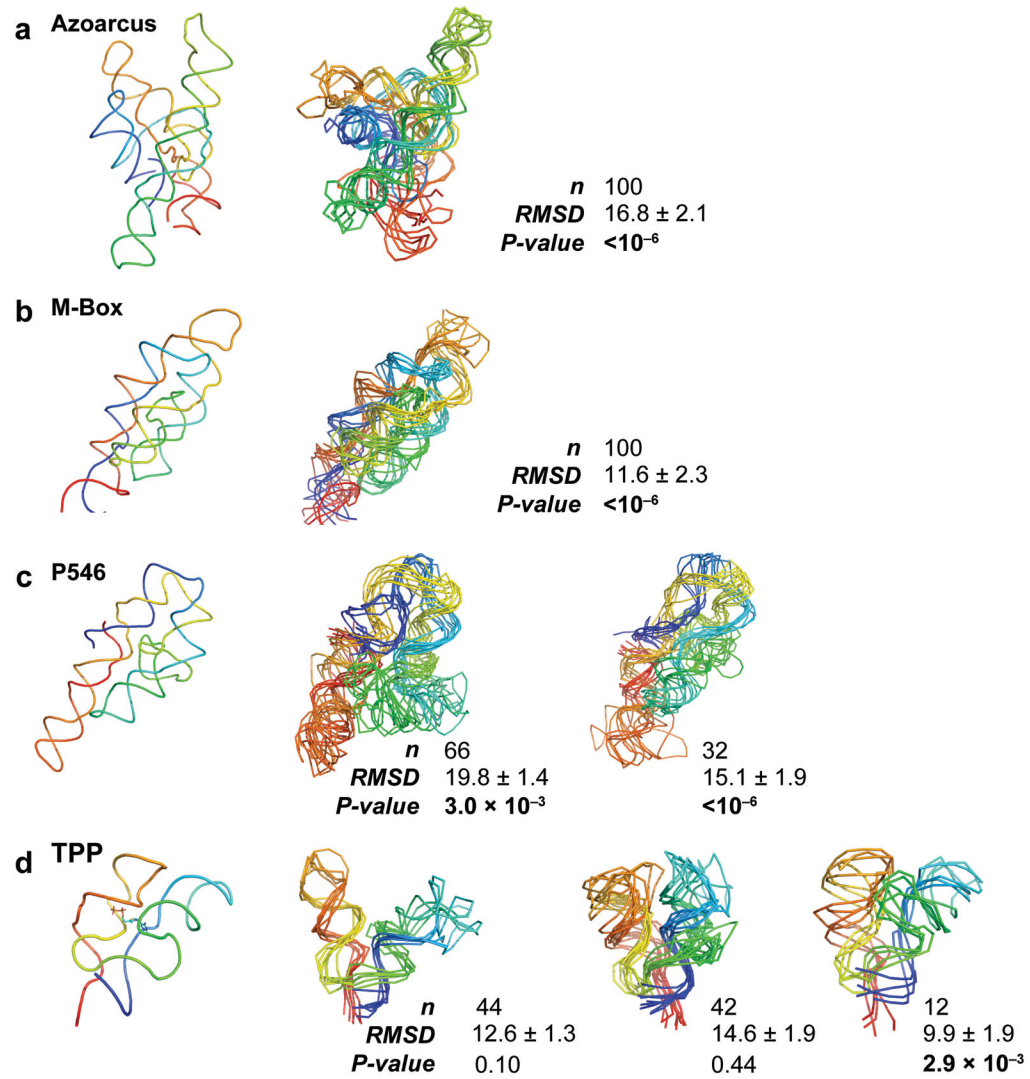 a Azoarcus
n 100
RMSD 16.8 ± 2.1
P-value <10⁻⁶
b M-Box
n 100
RMSD 11.6 ± 2.3
P-value <10⁻⁶
c P546
n 66 32
RMSD 19.8 ± 1.4 15.1 ± 1.9
P-value 3.0 × 10⁻³ <10⁻⁶
d TPP
n 44 42 12
RMSD 12.6 ± 1.3 14.6 ± 1.9 9.9 ± 1.9
P-value 0.10 0.44 2.9 × 10⁻³